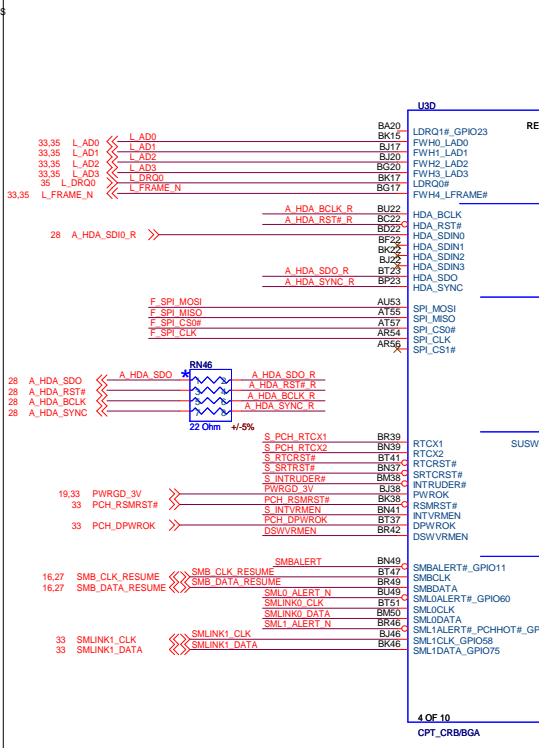 S
U3D
BA20 LDRQ1#_GPIO23 RE
33,35 L_AD0 L_AD0 BK15 FWH0_LAD0
33,35 L_AD1 L_AD1 BJ17 FWH1_LAD1
33,35 L_AD2 L_AD2 BJ20 FWH2_LAD2
33,35 L_AD3 L_AD3 BG20 FWH3_LAD3
35 L_DRQ0 L_DRQ0 BK17 LDRQ0#
33,35 L_FRAME_N L_FRAME_N BG17 FWH4_LFRAME#
A_HDA_BCLK_R BU22 HDA_BCLK
A_HDA_RST#_R BC22 HDA_RST#
28 A_HDA_SDI0_R BD22 HDA_SDIN0
BF22 HDA_SDIN1
BK22 HDA_SDIN2
BJ22 HDA_SDIN3
A_HDA_SDO_R BT23 HDA_SDO
A_HDA_SYNC_R BP23 HDA_SYNC
F_SPI_MOSI AU53 SPI_MOSI
F_SPI_MISO AT55 SPI_MISO
F_SPI_CS0# AT57 SPI_CS0#
F_SPI_CLK AR54 SPI_CLK
AR56 SPI_CS1#
RN46
28 A_HDA_SDO A_HDA_SDO * 1 2 A_HDA_SDO_R
28 A_HDA_RST# 3 4 A_HDA_RST#_R
28 A_HDA_BCLK 5 6 A_HDA_BCLK_R
28 A_HDA_SYNC 7 8 A_HDA_SYNC_R
22 Ohm +/-5%
S_PCH_RTCX1 BR39 RTCX1 SUSW
S_PCH_RTCX2 BN39 RTCX2
S_RTCRST# BT41 RTCRST#
S_SRTRST# BN37 SRTCRST#
S_INTRUDER# BM38 INTRUDER#
19,33 PWRGD_3V PWRGD_3V BJ38 PWROK
33 PCH_RSMRST# PCH_RSMRST# BK38 RSMRST#
S_INTVRMEN BN41 INTVRMEN
33 PCH_DPWROK PCH_DPWROK BT37 DPWROK
DSWVRMEN BR42 DSWVRMEN
SMBALERT BN49 SMBALERT#_GPIO11
16,27 SMB_CLK_RESUME SMB_CLK_RESUME BT47 SMBCLK
16,27 SMB_DATA_RESUME SMB_DATA_RESUME BR49 SMBDATA
SML0_ALERT_N BU49 SML0ALERT#_GPIO60
SMLINK0_CLK BT51 SML0CLK
SMLINK0_DATA BM50 SML0DATA
SML1_ALERT_N BR46 SML1ALERT#_PCHHOT#_GP
33 SMLINK1_CLK SMLINK1_CLK BJ46 SML1CLK_GPIO58
33 SMLINK1_DATA SMLINK1_DATA BK46 SML1DATA_GPIO75
4 OF 10
CPT_CRB/BGA